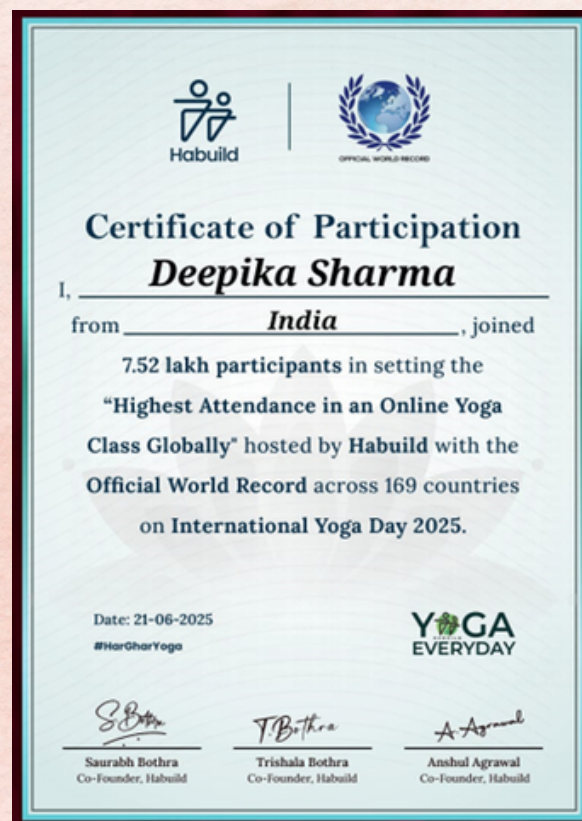 Habuild
OFFICIAL WORLD RECORD
Certificate of Participation
I, Deepika Sharma
from India, joined
7.52 lakh participants in setting the
“Highest Attendance in an Online Yoga
Class Globally" hosted by Habuild with the
Official World Record across 169 countries
on International Yoga Day 2025.
Date: 21-06-2025
#HarGharYoga
YOGA
EVERYDAY
S.Bothra
T.Bothra
A.Agrawal
Saurabh Bothra
Trishala Bothra
Anshul Agrawal
Co-Founder, Habuild
Co-Founder, Habuild
Co-Founder, Habuild